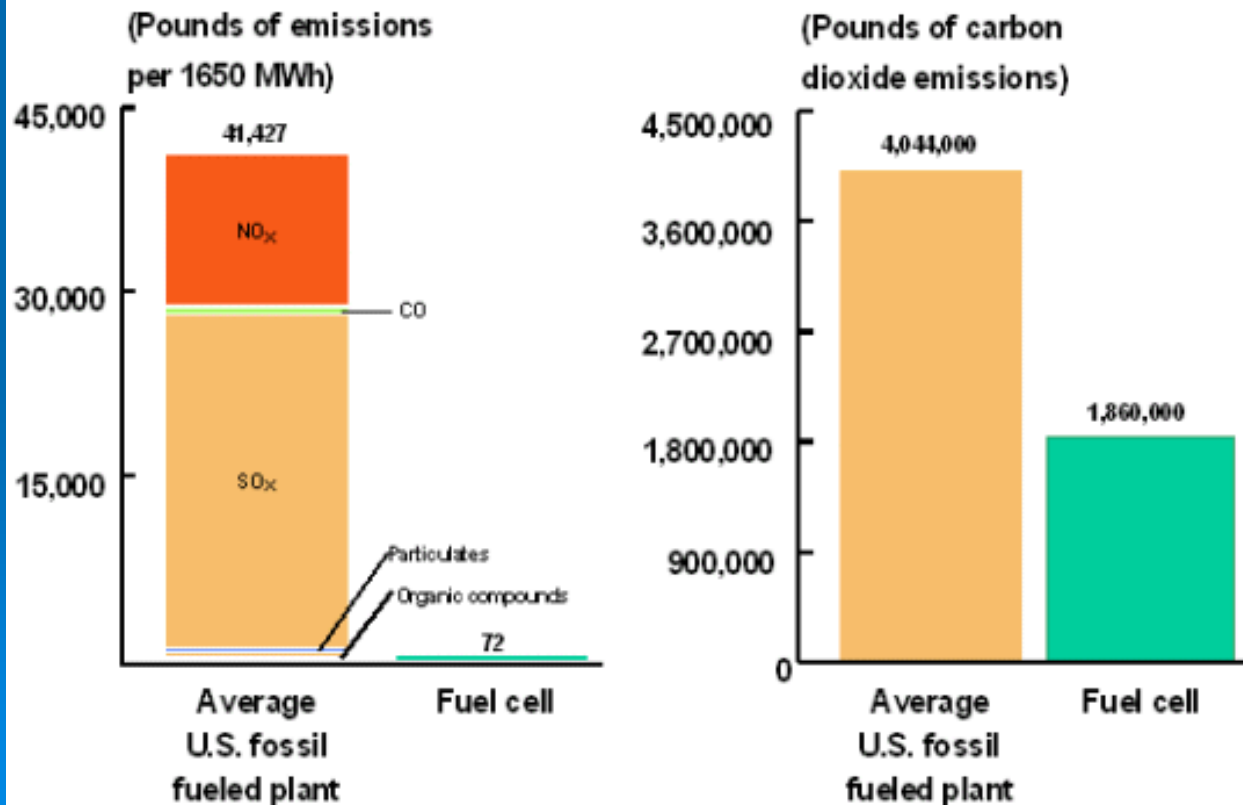 (Pounds of emissions
per 1650 MWh)
45,000
41,427
NOx
30,000
CO
15,000
SOx
Particulates
Organic compounds
72
Average
U.S. fossil
fueled plant
Fuel cell
(Pounds of carbon
dioxide emissions)
4,500,000
4,044,000
3,600,000
2,700,000
1,860,000
1,800,000
900,000
0
Average
U.S. fossil
fueled plant
Fuel cell